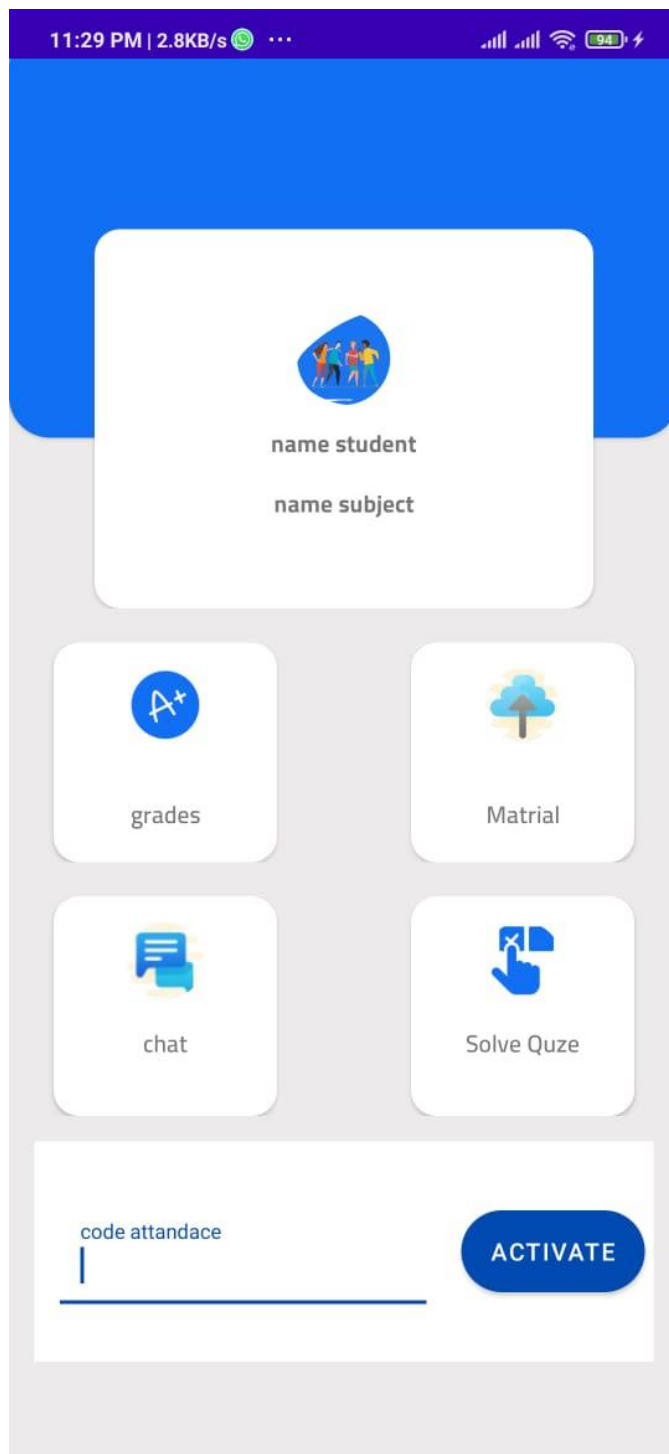 11:29 PM | 2.8KB/s ... 94
name student
name subject
A+
grades
Matrial
chat
Solve Quze
code attandace
ACTIVATE